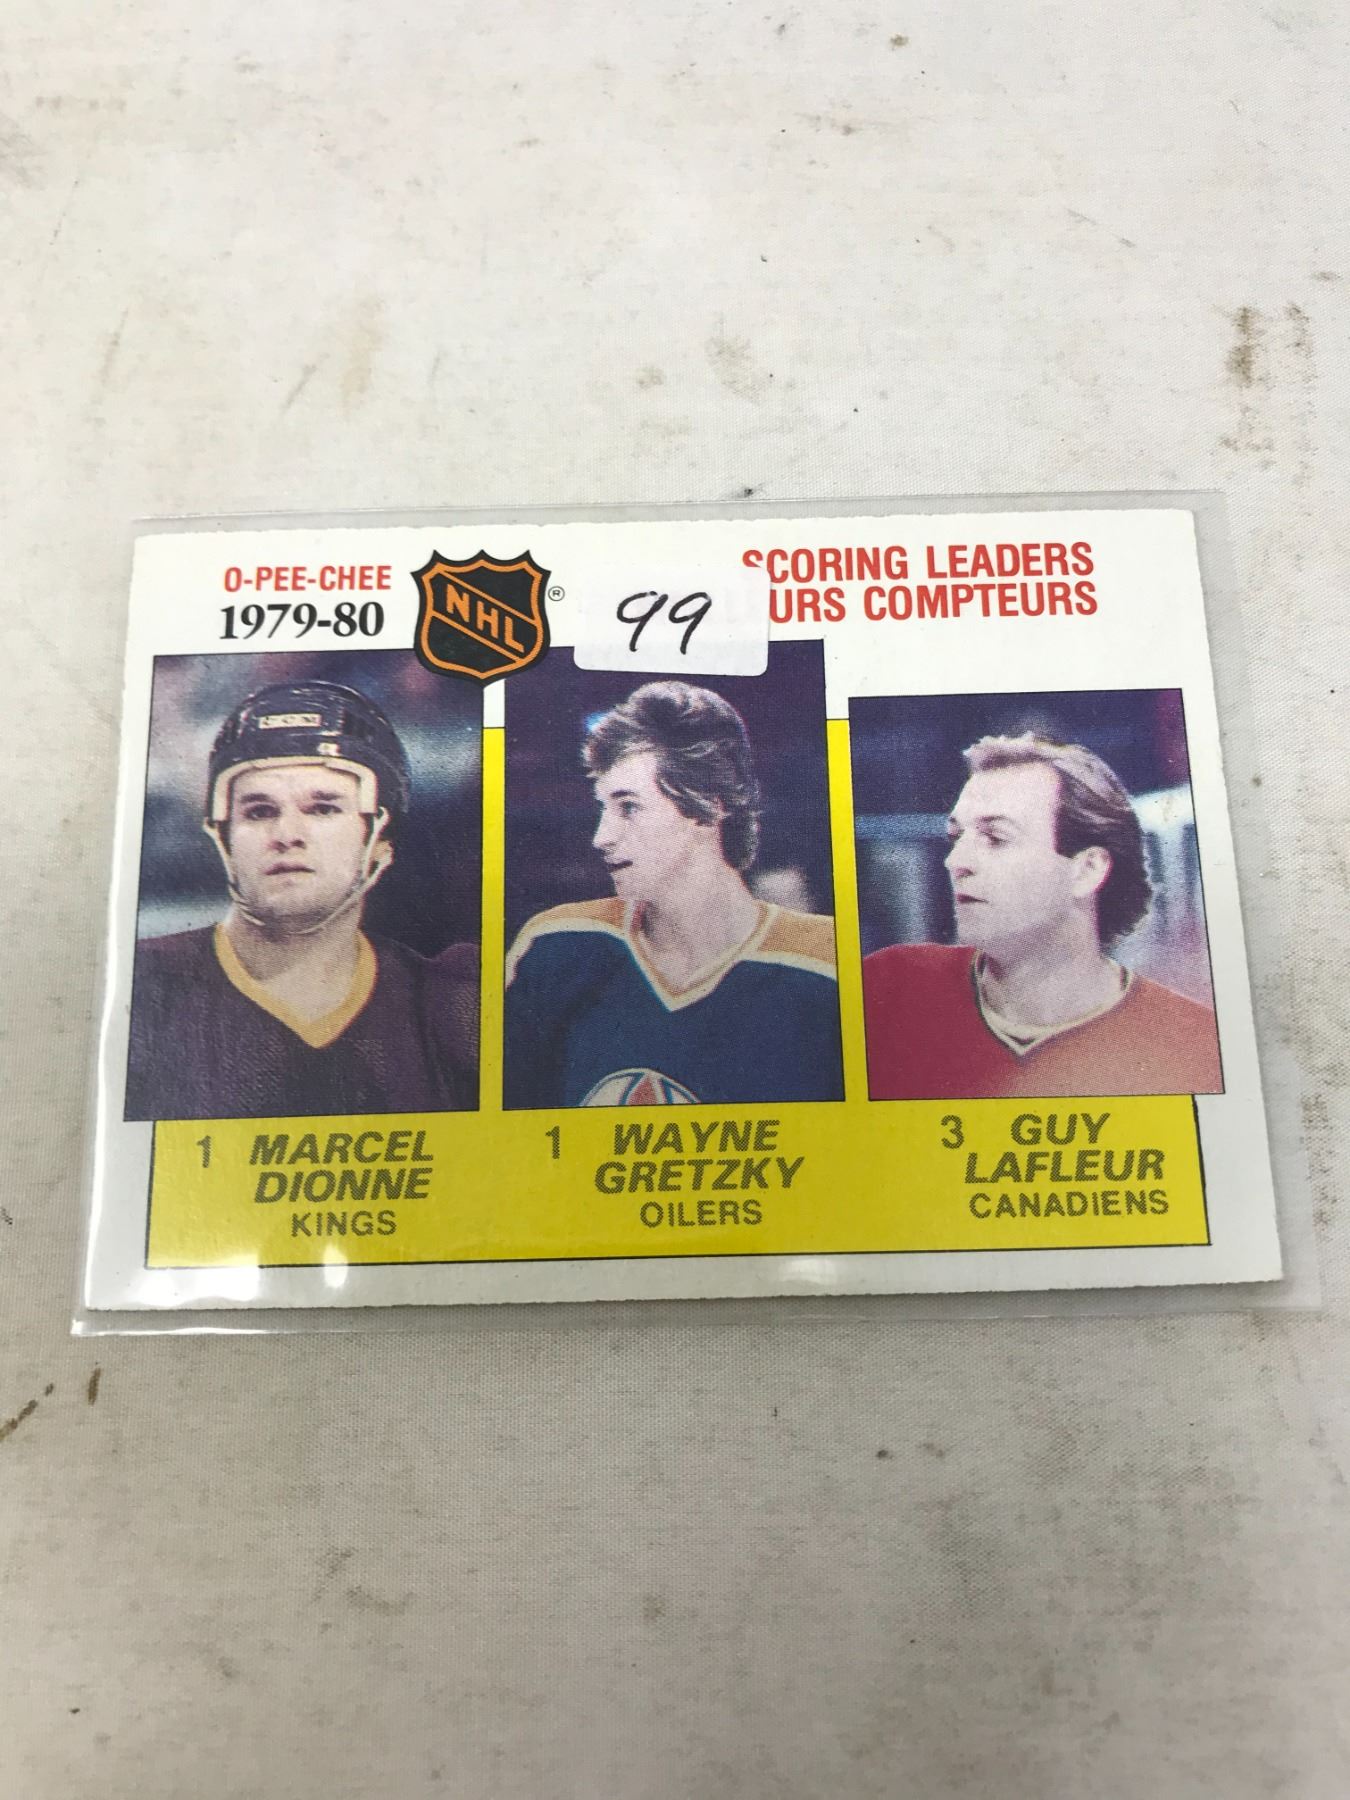 O-PEE-CHEE
1979-80
NHL
®
99
SCORING LEADERS
URS COMPTEURS
1 MARCEL
DIONNE
KINGS
1 WAYNE
GRETZKY
OILERS
3 GUY
LAFLEUR
CANADIENS